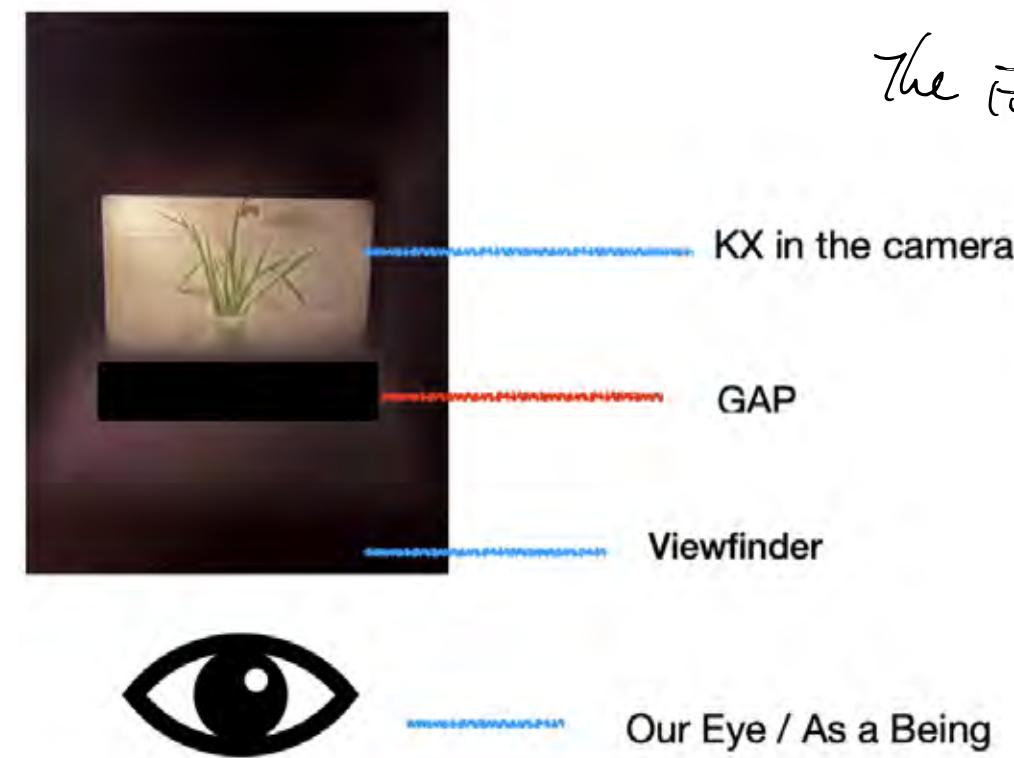 The
KX in the camera
GAP
Viewfinder
Our Eye / As a Being